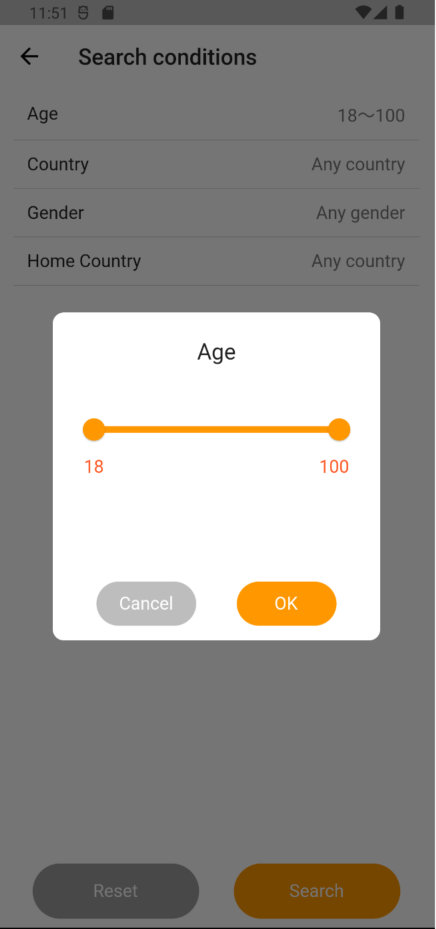 11:51
Search conditions
Age 18～100
Country Any country
Gender Any gender
Home Country Any country
Age
18 100
Cancel OK
Reset Search